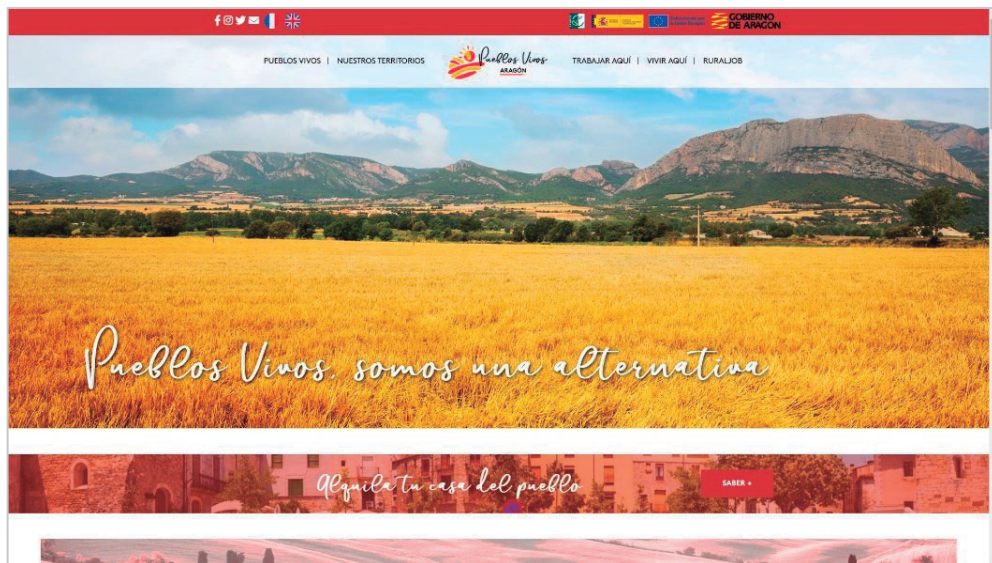 GOBIERNO
DE ARAGON
PUEBLOS VIVOS | NUESTROS TERRITORIOS
Pueblos Vivos
ARAGÓN
TRABAJAR AQUÍ | VIVIR AQUÍ | RURALJOB
Pueblos Vivos, somos una alternativa
Alquila tu casa del pueblo
SABER +